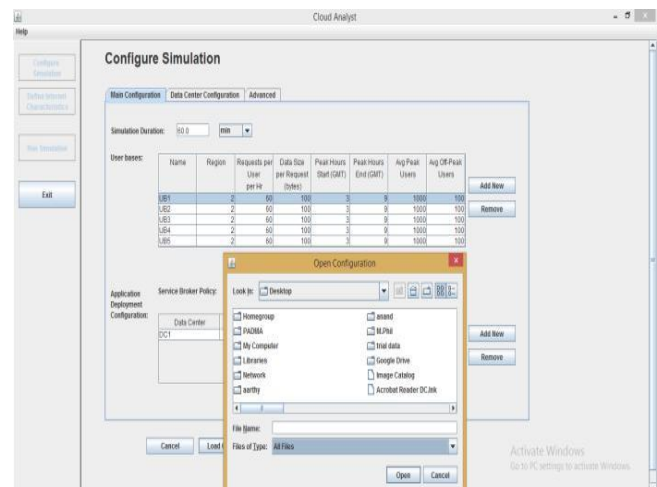 Cloud Analyst
Help
Configure Simulation
Configure Simulation
Define Internet Characteristics
Run Simulation
Exit
Main Configuration Data Center Configuration Advanced
Simulation Duration: 60.0 min
User bases:
Name Region Requests per User per Hr Data Size per Request (bytes) Peak Hours Start (GMT) Peak Hours End (GMT) Avg Peak Users Avg Off-Peak Users
UB1 2 60 100 3 9 1000 100
UB2 2 60 100 3 9 1000 100
UB3 2 60 100 3 9 1000 100
UB4 2 60 100 3 9 1000 100
UB5 2 60 100 3 9 1000 100
Add New
Remove
Application Deployment Configuration:
Service Broker Policy:
Data Center
DC1
Add New
Remove
Cancel
Load
Open Configuration
Look In: Desktop
Homegroup
PADMA
My Computer
Libraries
Network
aarthy
anand
M.Phil
trial data
Google Drive
Image Catalog
Acrobat Reader DC.lnk
File Name:
Files of Type: All Files
Open Cancel
Activate Windows
Go to PC settings to activate Windows.